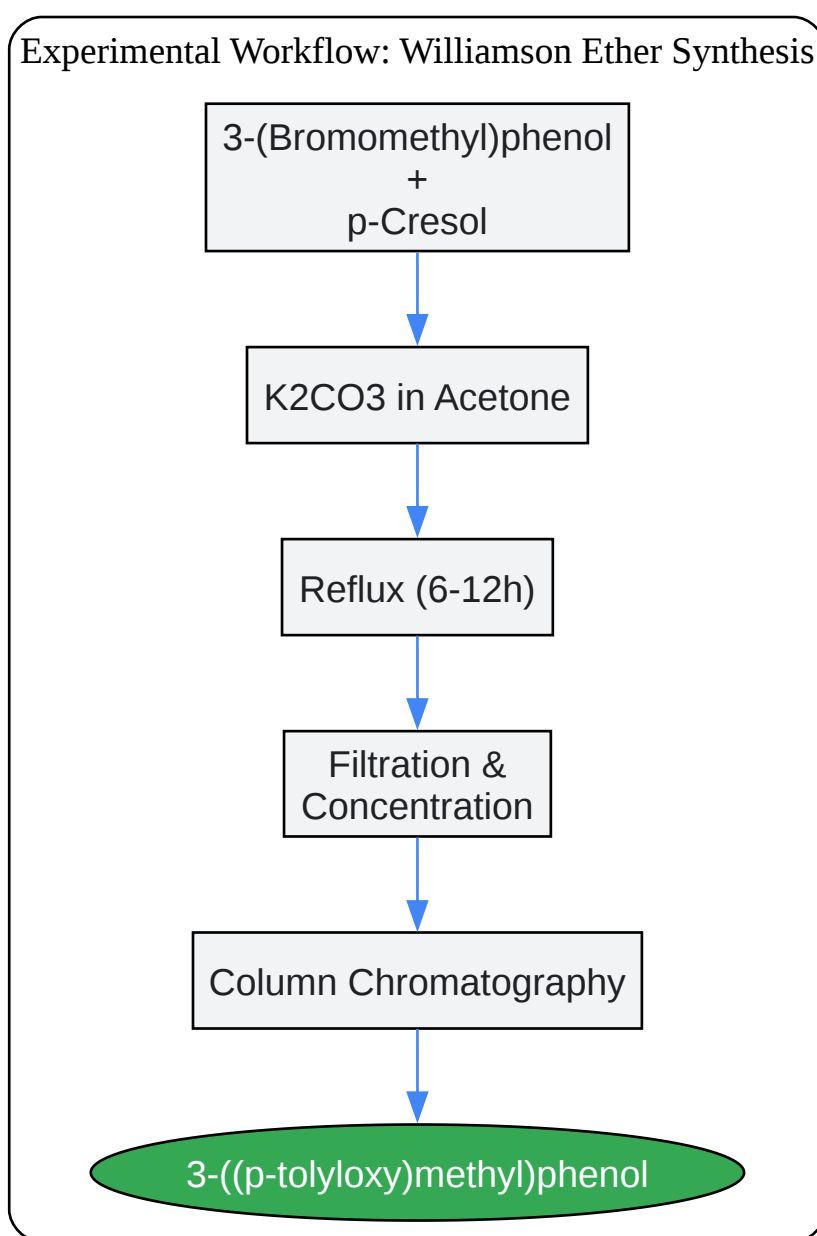 Experimental Workflow: Williamson Ether Synthesis
3-(Bromomethyl)phenol
+
p-Cresol
K2CO3 in Acetone
Reflux (6-12h)
Filtration &
Concentration
Column Chromatography
3-((p-tolyloxy)methyl)phenol